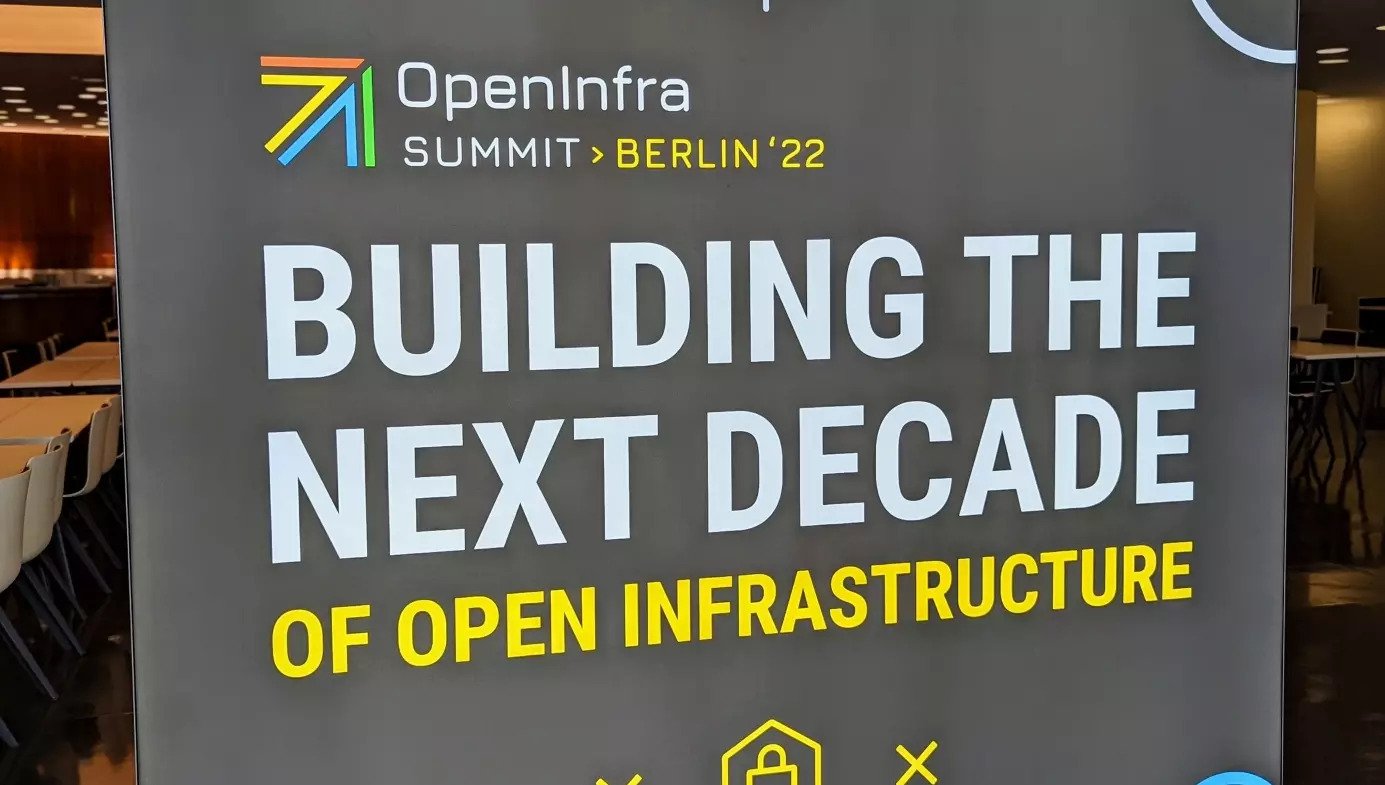 OpenInfra
SUMMIT > BERLIN ‘22
BUILDING THE
NEXT DECADE
OF OPEN INFRASTRUCTURE